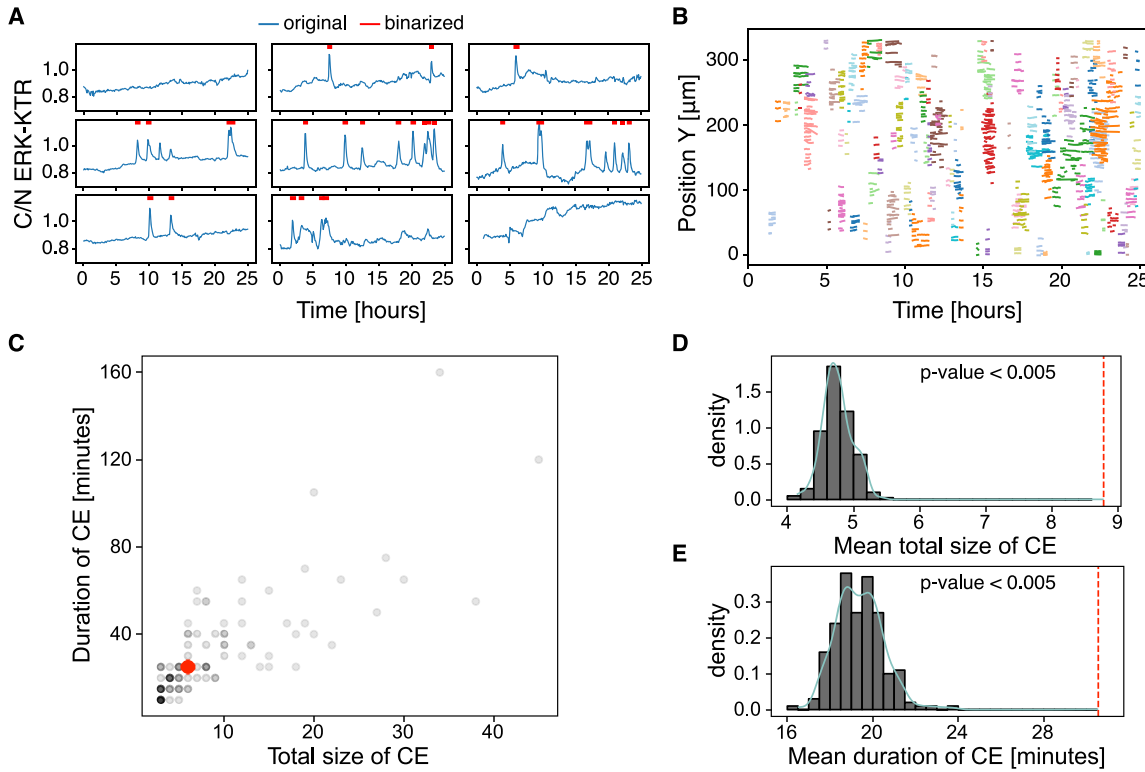 A
original binarized
C/N ERK-KTR
1.0
0.8
1.0
0.8
1.0
0.8
0 5 10 15 20 25 0 5 10 15 20 25 0 5 10 15 20 25
Time [hours]
B
Position Y [µm]
300
200
100
0
0 5 10 15 20 25
Time [hours]
C
Duration of CE [minutes]
160
120
80
40
10 20 30 40
Total size of CE
D
p-value < 0.005
density
1.5
1.0
0.5
0.0
4 5 6 7 8 9
Mean total size of CE
E
p-value < 0.005
density
0.3
0.2
0.1
0.0
16 20 24 28
Mean duration of CE [minutes]